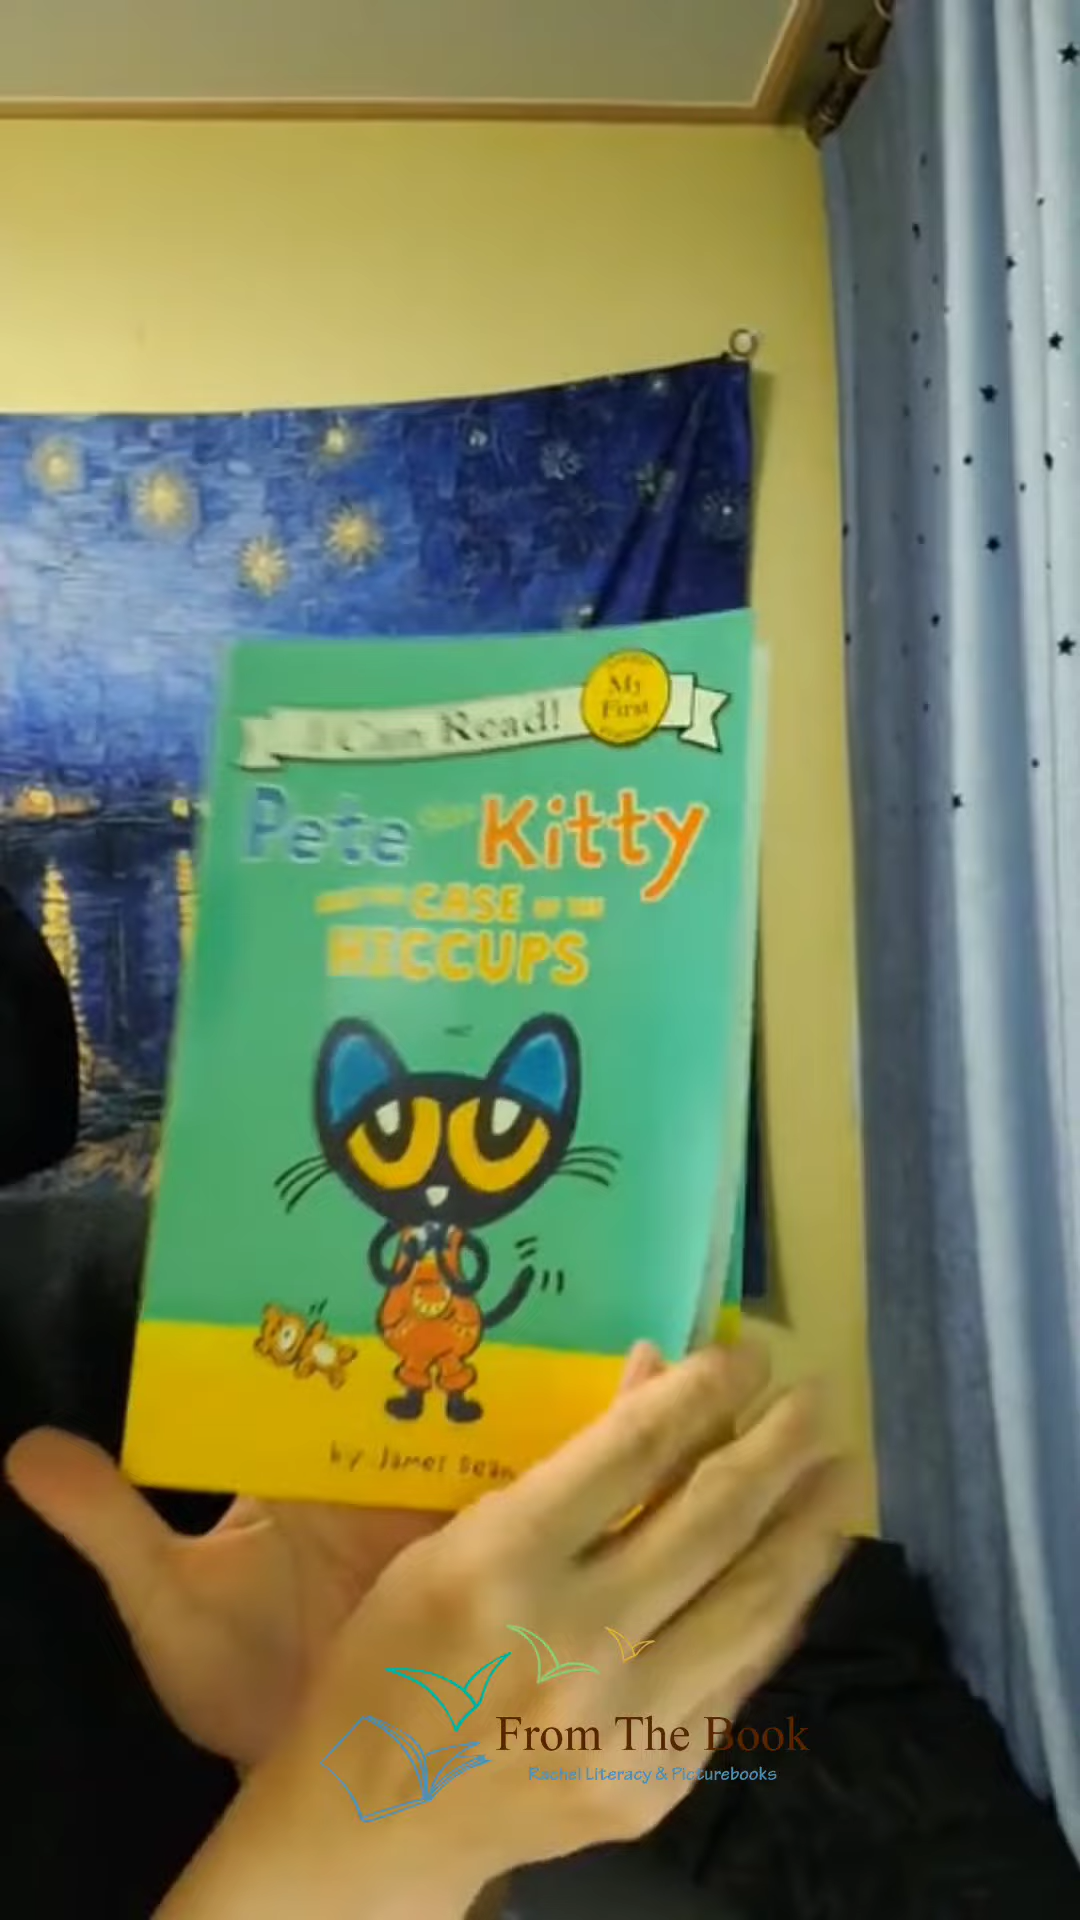 I Can Read!
My
First
Pete the Kitty
AND THE CASE OF THE
HICCUPS
by James Dean
From The Book
Rachel Literacy & Picturebooks